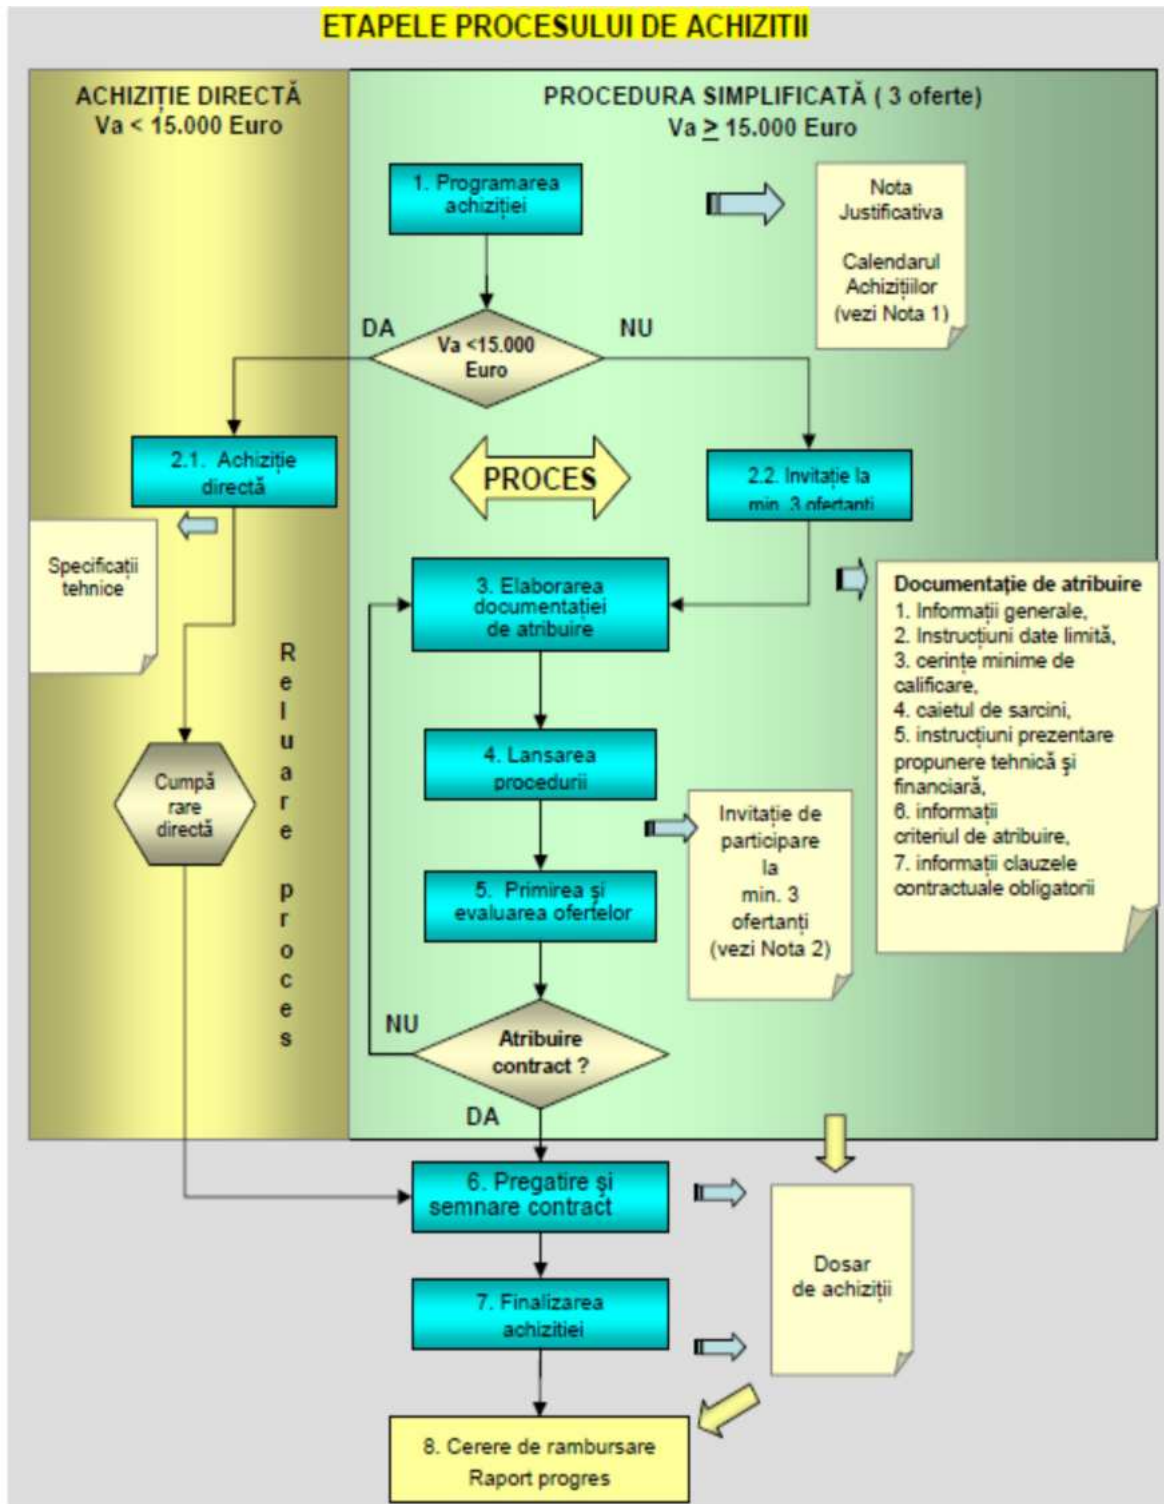 ETAPELE PROCESULUI DE ACHIZITII
ACHIZIȚIE DIRECTĂ
Va < 15.000 Euro
PROCEDURA SIMPLIFICATĂ ( 3 oferte)
Va ≥ 15.000 Euro
1. Programarea
achiziției
Nota
Justificativa
Calendarul
Achizițiilor
(vezi Nota 1)
DA
Va <15.000
Euro
NU
2.1. Achiziție
directă
PROCES
2.2. Invitație la
min. 3 ofertanți
Specificații
tehnice
3. Elaborarea
documentației
de atribuire
Documentație de atribuire
1. Informații generale,
2. Instrucțiuni date limită,
3. cerințe minime de
calificare,
4. caietul de sarcini,
5. instrucțiuni prezentare
propunere tehnică şi
financiară,
6. informații
criteriul de atribuire,
7. informații clauzele
contractuale obligatorii
R
e
l
u
a
r
e
p
r
o
c
e
s
Cumpă
rare
directă
4. Lansarea
procedurii
Invitație de
participare
la
min. 3
ofertanți
(vezi Nota 2)
5. Primirea şi
evaluarea ofertelor
NU
Atribuire
contract ?
DA
6. Pregatire şi
semnare contract
Dosar
de achiziții
7. Finalizarea
achizitiei
8. Cerere de rambursare
Raport progres